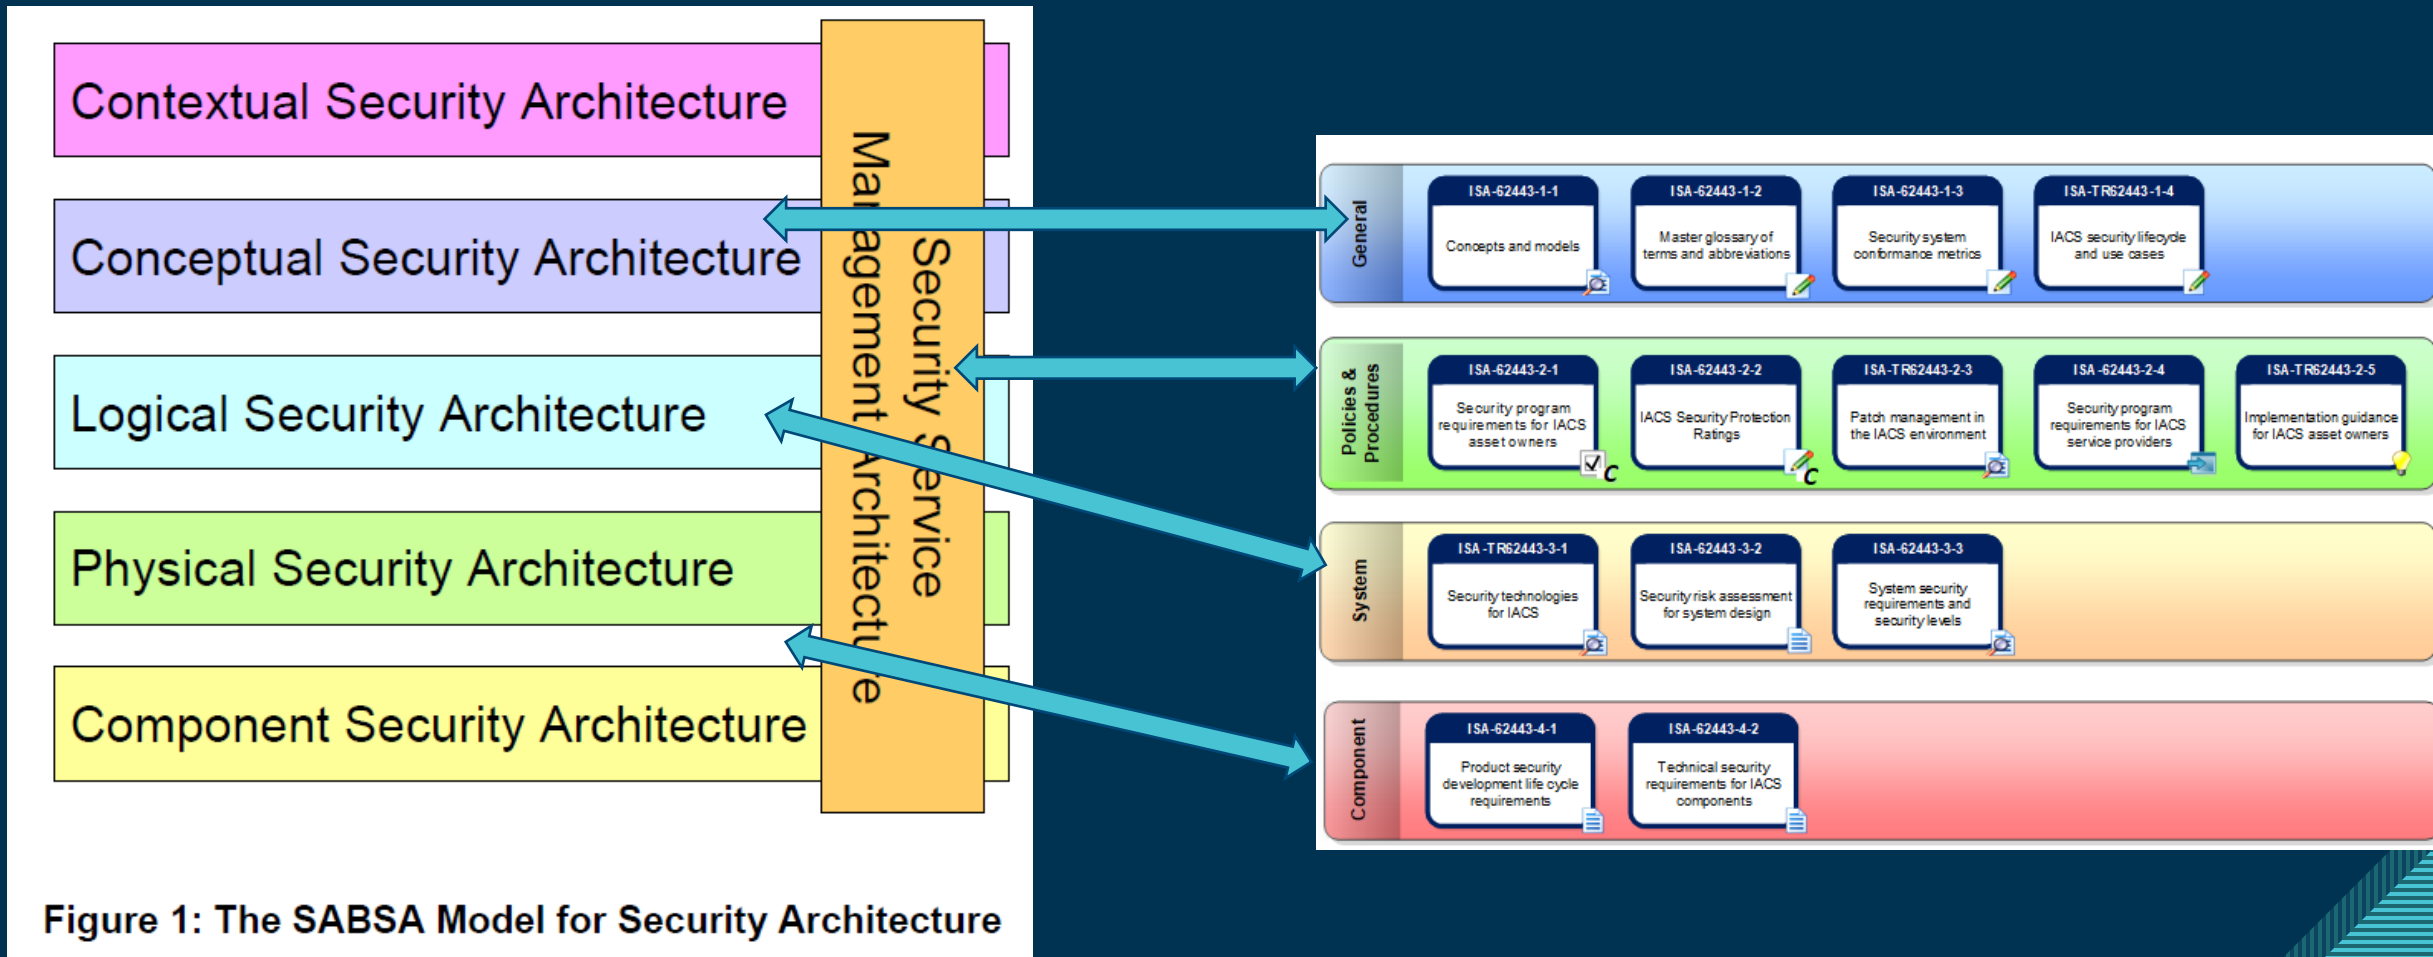 Contextual Security Architecture
Conceptual Security Architecture
Logical Security Architecture
Physical Security Architecture
Component Security Architecture
Security Service
Management Architecture
Figure 1: The SABSA Model for Security Architecture
General
ISA-62443-1-1
Concepts and models
ISA-62443-1-2
Master glossary of
terms and abbreviations
ISA-62443-1-3
Security system
conformance metrics
ISA-TR62443-1-4
IACS security lifecycle
and use cases
Policies &
Procedures
ISA-62443-2-1
Security program
requirements for IACS
asset owners
C
ISA-62443-2-2
IACS Security Protection
Ratings
C
ISA-TR62443-2-3
Patch management in
the IACS environment
ISA-62443-2-4
Security program
requirements for IACS
service providers
ISA-TR62443-2-5
Implementation guidance
for IACS asset owners
System
ISA-TR62443-3-1
Security technologies
for IACS
ISA-62443-3-2
Security risk assessment
for system design
ISA-62443-3-3
System security
requirements and
security levels
Component
ISA-62443-4-1
Product security
development life cycle
requirements
ISA-62443-4-2
Technical security
requirements for IACS
components